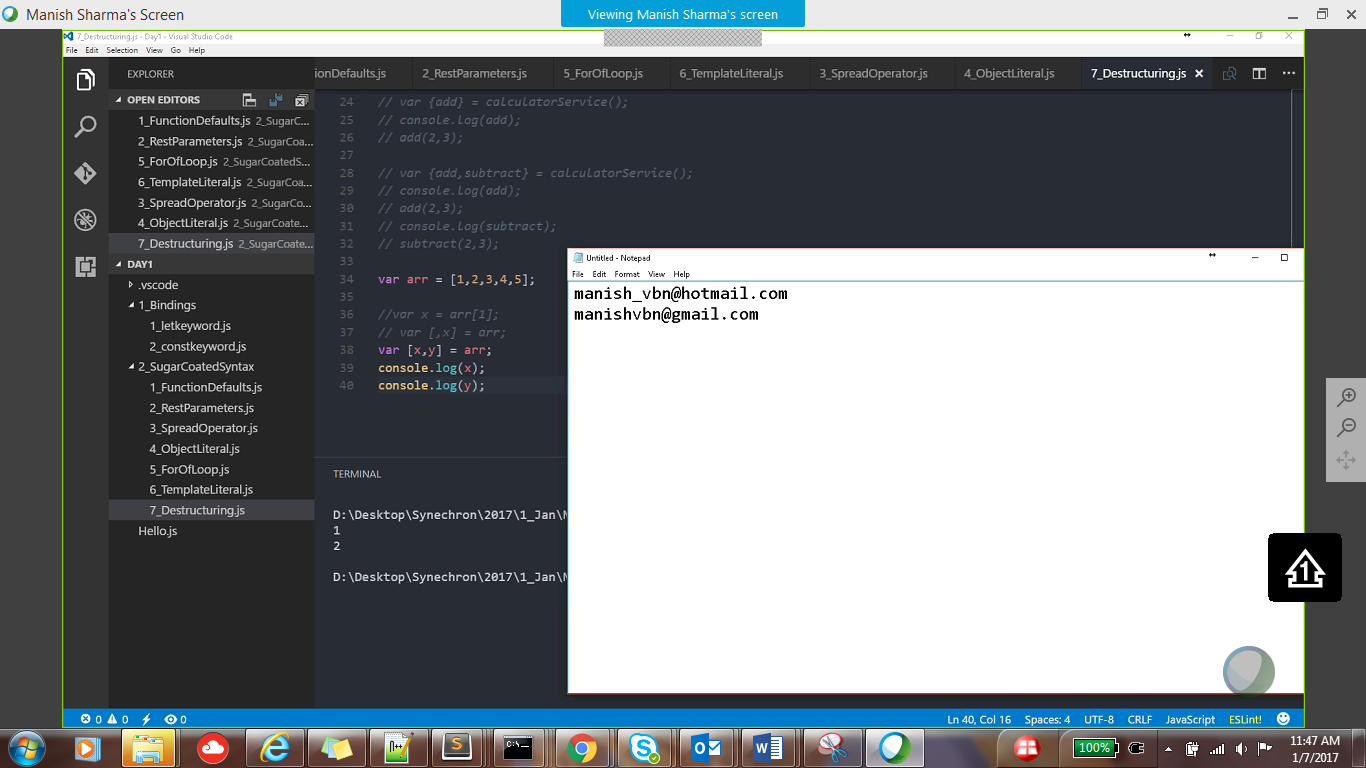 Manish Sharma's Screen
Viewing Manish Sharma's screen
7_Destructuring.js - Day1 - Visual Studio Code
File Edit Selection View Go Help
EXPLORER
ionDefaults.js 2_RestParameters.js 5_ForOfLoop.js 6_TemplateLiteral.js 3_SpreadOperator.js 4_ObjectLiteral.js 7_Destructuring.js
OPEN EDITORS
1_FunctionDefaults.js 2_SugarC...
2_RestParameters.js 2_SugarCoa...
5_ForOfLoop.js 2_SugarCoatedS...
6_TemplateLiteral.js 2_SugarCoa...
3_SpreadOperator.js 2_SugarCo...
4_ObjectLiteral.js 2_SugarCoate...
7_Destructuring.js 2_SugarCoate...
DAY1
.vscode
1_Bindings
1_letkeyword.js
2_constkeyword.js
2_SugarCoatedSyntax
1_FunctionDefaults.js
2_RestParameters.js
3_SpreadOperator.js
4_ObjectLiteral.js
5_ForOfLoop.js
6_TemplateLiteral.js
7_Destructuring.js
Hello.js
24 // var {add} = calculatorService();
25 // console.log(add);
26 // add(2,3);
27
28 // var {add,subtract} = calculatorService();
29 // console.log(add);
30 // add(2,3);
31 // console.log(subtract);
32 // subtract(2,3);
33
34 var arr = [1,2,3,4,5];
35
36 //var x = arr[1];
37 // var [,x] = arr;
38 var [x,y] = arr;
39 console.log(x);
40 console.log(y);
TERMINAL
D:\Desktop\Synechron\2017\1_Jan\
1
2
D:\Desktop\Synechron\2017\1_Jan\
Untitled - Notepad
File Edit Format View Help
manish_vbn@hotmail.com
manishvbn@gmail.com
1
0 0 0
Ln 40, Col 16 Spaces: 4 UTF-8 CRLF JavaScript ESLint!
100%
11:47 AM
1/7/2017